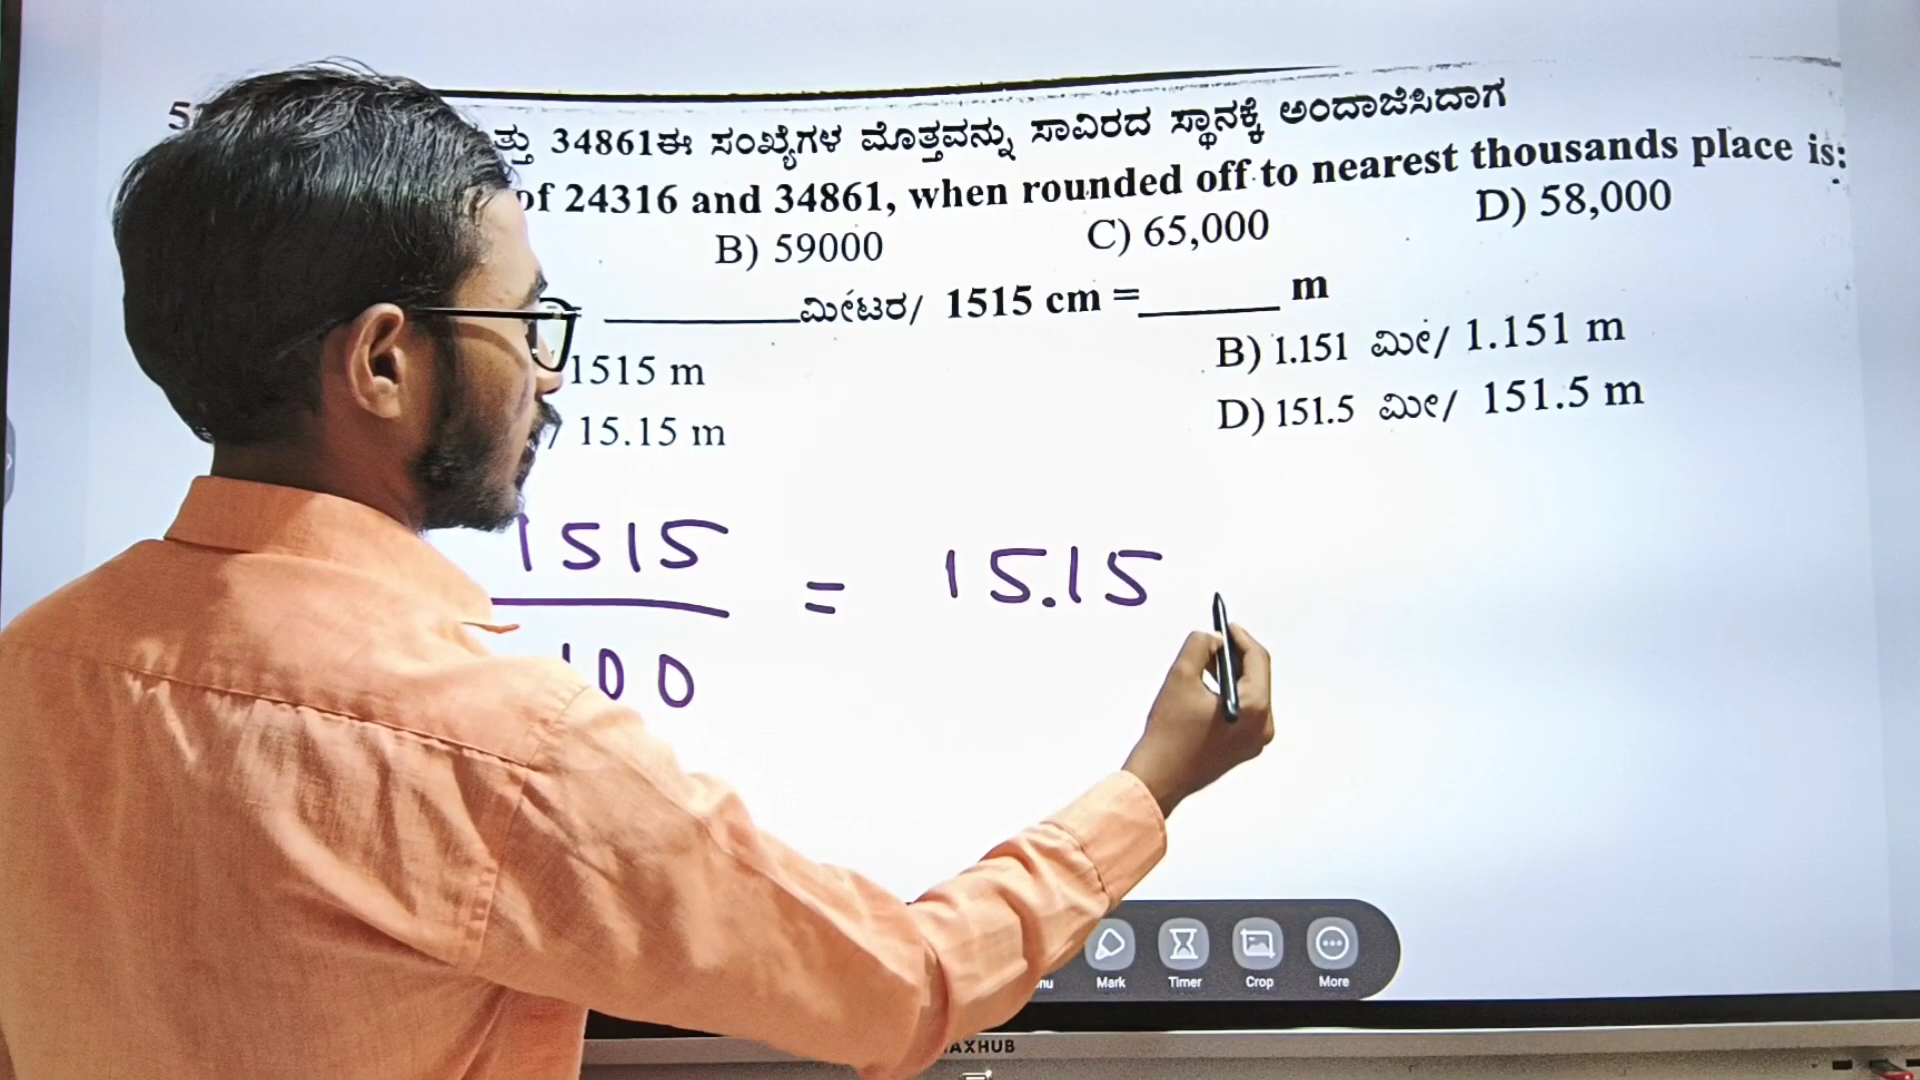 ತ್ತು 34861ಈ ಸಂಖ್ಯೆಗಳ ಮೊತ್ತವನ್ನು ಸಾವಿರದ ಸ್ಥಾನಕ್ಕೆ ಅಂದಾಜಿಸಿದಾಗ
of 24316 and 34861, when rounded off to nearest thousands place is:
B) 59000 C) 65,000 D) 58,000
= ________ಮೀಟರ/ 1515 cm =______ m
1515 m B) 1.151 ಮೀ/ 1.151 m
/ 15.15 m D) 151.5 ಮೀ/ 151.5 m
1515 = 15.15
100
Mark Timer Crop More
AXHUB